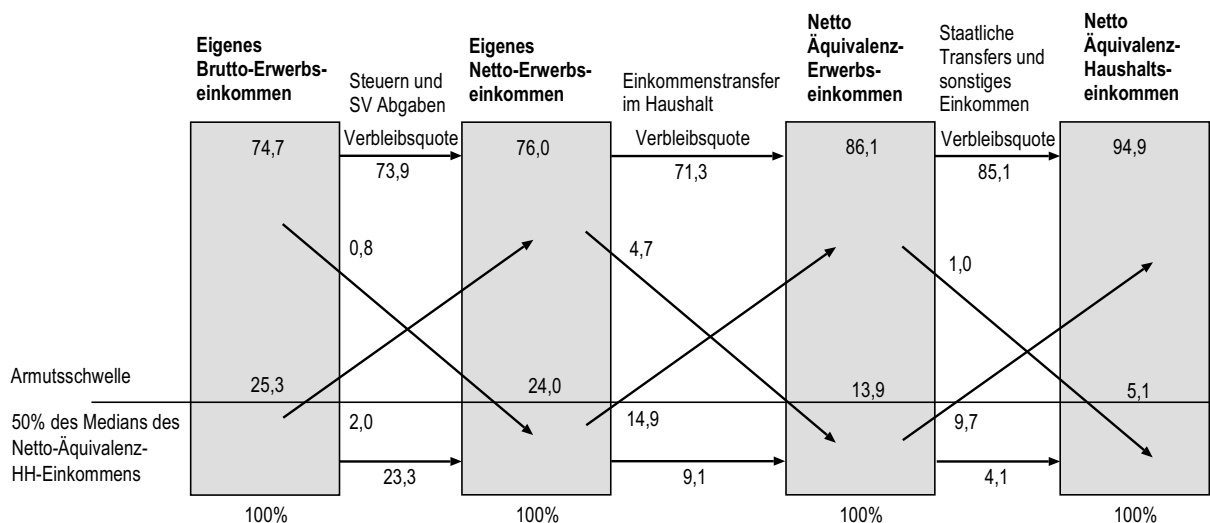 Eigenes
Brutto-Erwerbs-
einkommen
Steuern und
SV Abgaben
Eigenes
Netto-Erwerbs-
einkommen
Einkommenstransfer
im Haushalt
Netto
Äquivalenz-
Erwerbs-
einkommen
Staatliche
Transfers und
sonstiges
Einkommen
Netto
Äquivalenz-
Haushalts-
einkommen
74,7
Verbleibsquote
73,9
76,0
Verbleibsquote
71,3
86,1
Verbleibsquote
85,1
94,9
0,8
4,7
1,0
Armutsschwelle
25,3
24,0
13,9
5,1
50% des Medians des
Netto-Äquivalenz-
HH-Einkommens
2,0
14,9
9,7
23,3
9,1
4,1
100%
100%
100%
100%